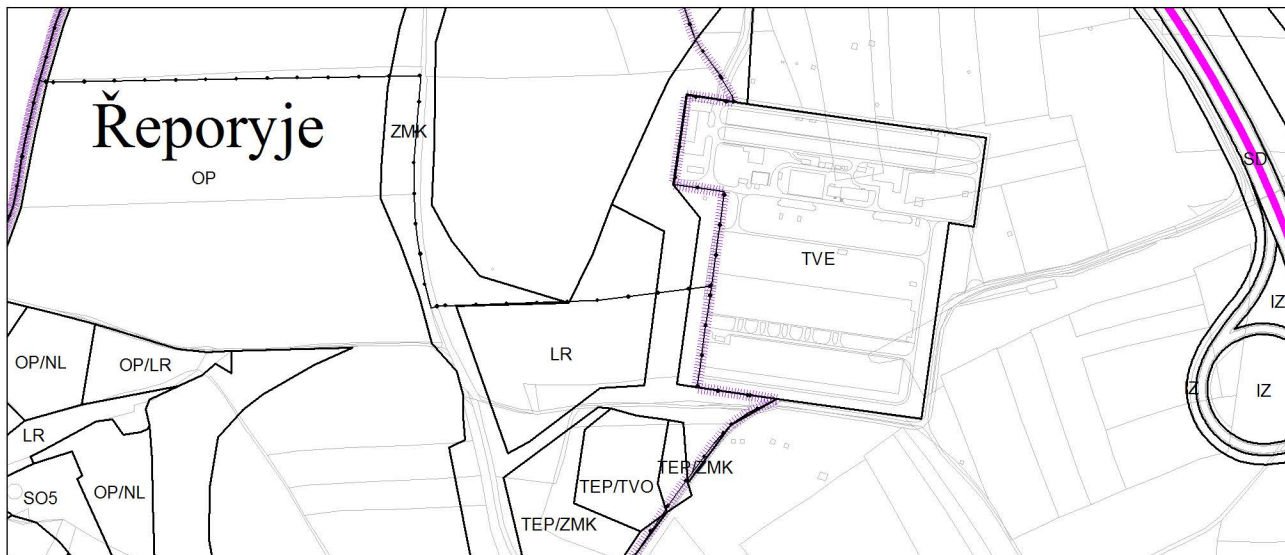 Řeporyje
ZMK
SD
OP
TVE
IZ
OP/NL
OP/LR
LR
IZ
IZ
LR
TEP/ZMK
TEP/TVO
OP/NL
SO5
TEP/ZMK